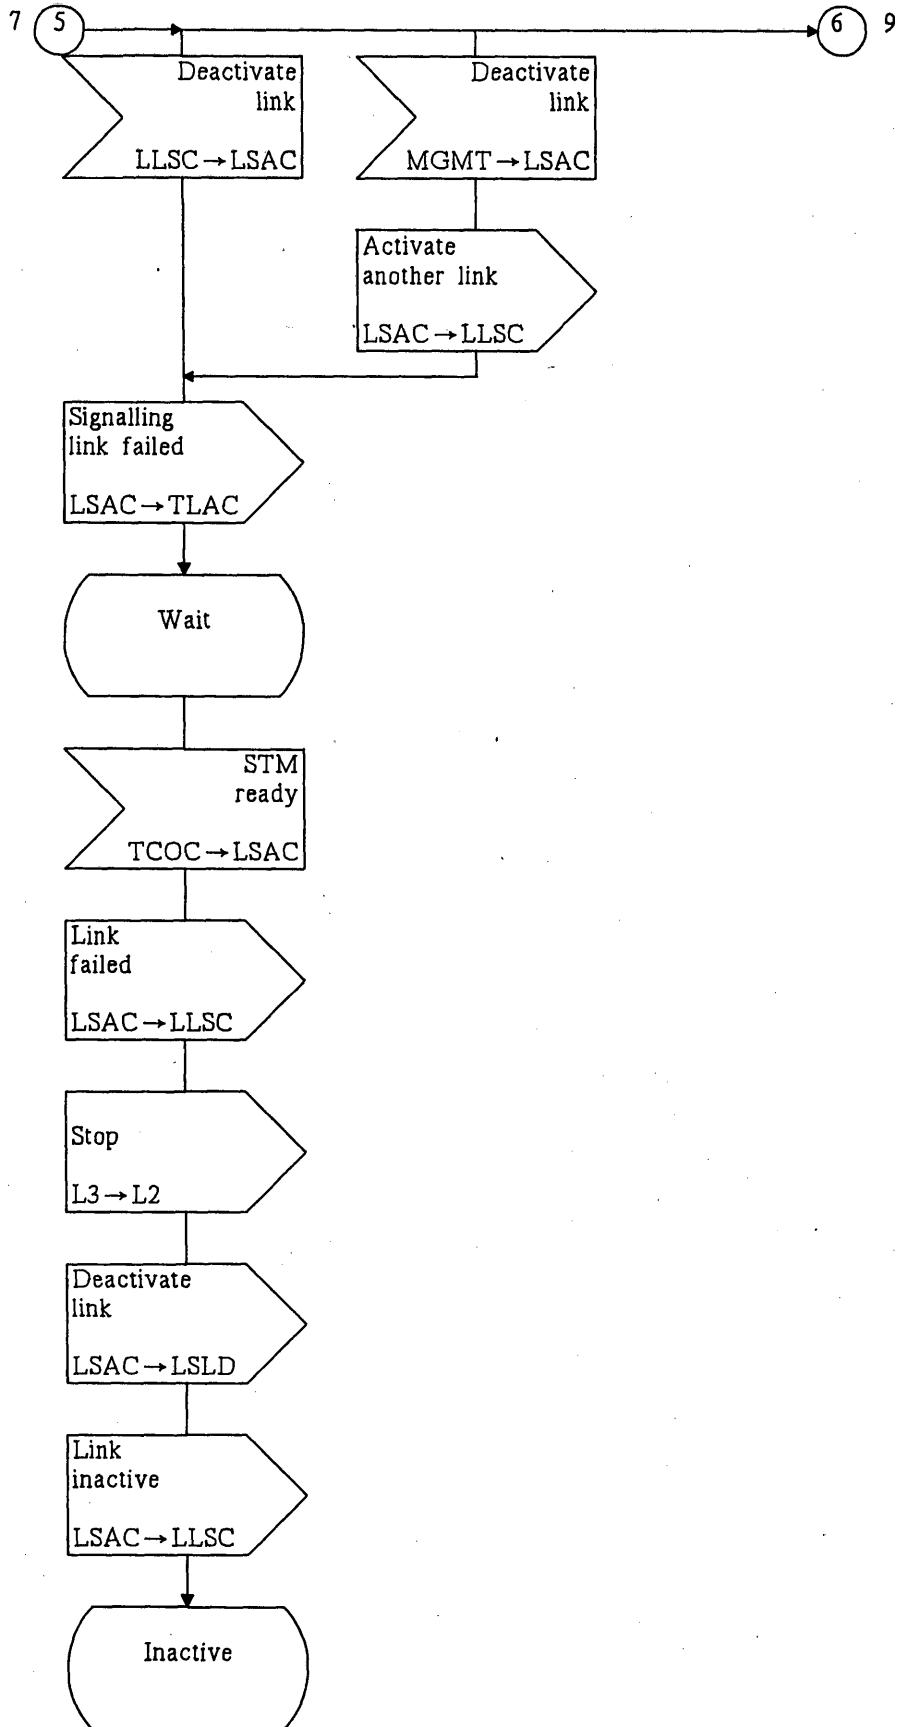 7 5 6 9
Deactivate
link
LLSC→LSAC
Deactivate
link
MGMT→LSAC
Activate
another link
LSAC→LLSC
Signalling
link failed
LSAC→TLAC
Wait
STM
ready
TCOC→LSAC
Link
failed
LSAC→LLSC
Stop
L3→L2
Deactivate
link
LSAC→LSLD
Link
inactive
LSAC→LLSC
Inactive